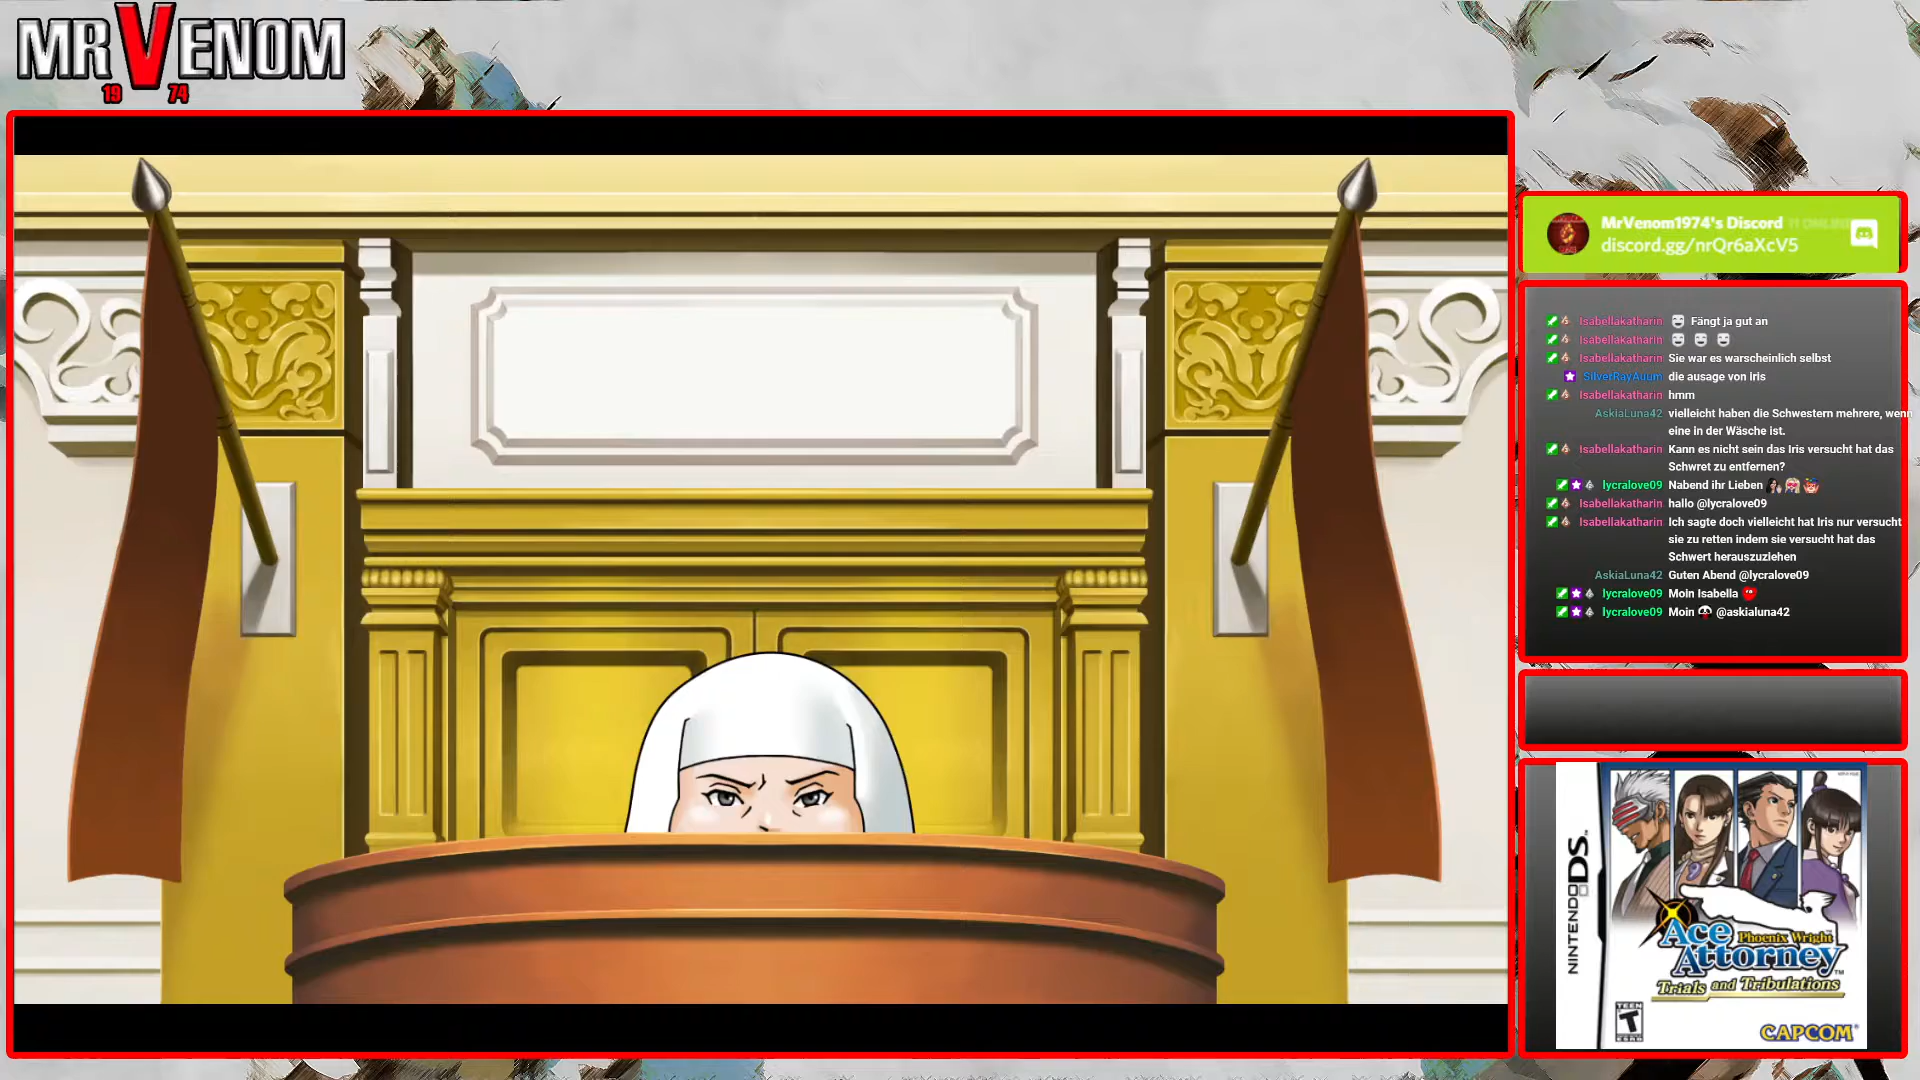 MRVENOM
19 74
MrVenom1974's Discord
discord.gg/nrQr6aXcV5
Isabellakatharin Fängt ja gut an
Isabellakatharin
Isabellakatharin Sie war es warscheinlich selbst
SilverRayAuum die ausage von iris
Isabellakatharin hmm
AskiaLuna42 vielleicht haben die Schwestern mehrere, wenn
eine in der Wäsche ist.
Isabellakatharin Kann es nicht sein das Iris versucht hat das
Schwret zu entfernen?
lycralove09 Nabend ihr Lieben
Isabellakatharin hallo @lycralove09
Isabellakatharin Ich sagte doch vielleicht hat Iris nur versucht
sie zu retten indem sie versucht hat das
Schwert herauszuziehen
AskiaLuna42 Guten Abend @lycralove09
lycralove09 Moin Isabella
lycralove09 Moin @askialuna42
NINTENDO DS
Phoenix Wright
Ace
Attorney
Trials and Tribulations
TEEN
T
ESRB
CAPCOM